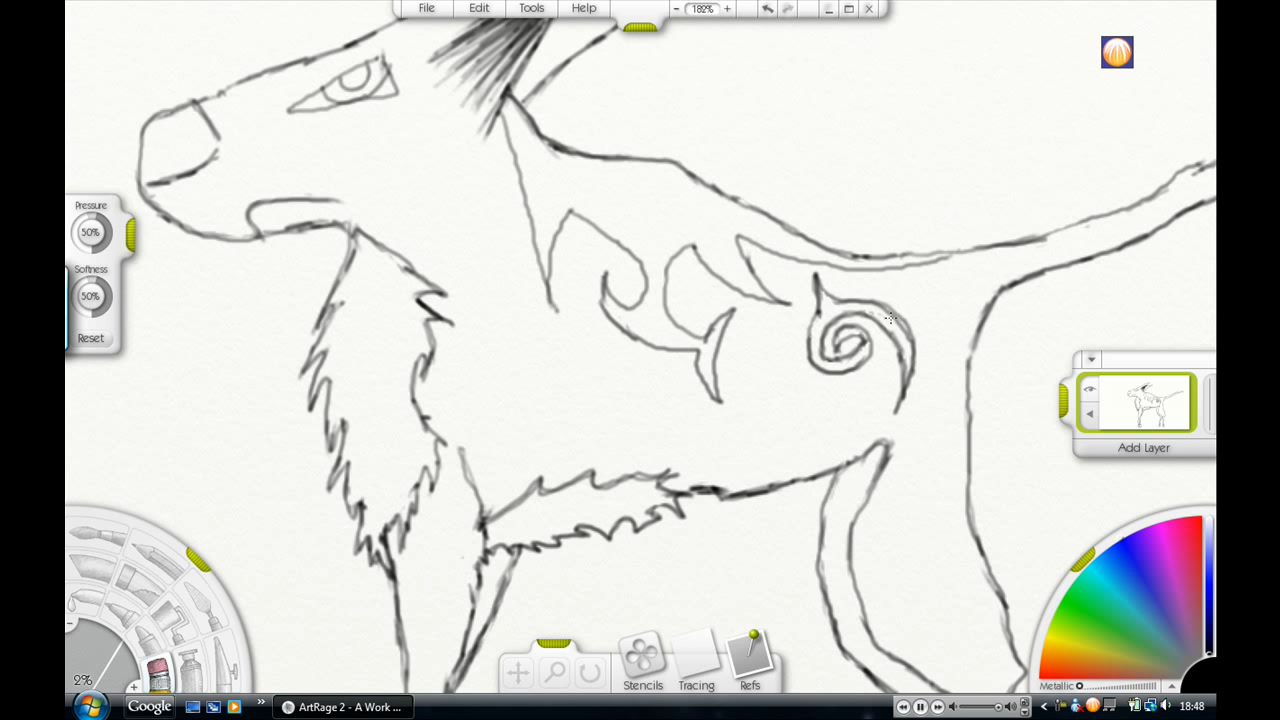 File Edit Tools Help − 182% +
Pressure
50%
Softness
50%
Reset
Add Layer
2%
Stencils Tracing Refs
Metallic
Google » ArtRage 2 - A Work ... 18:48